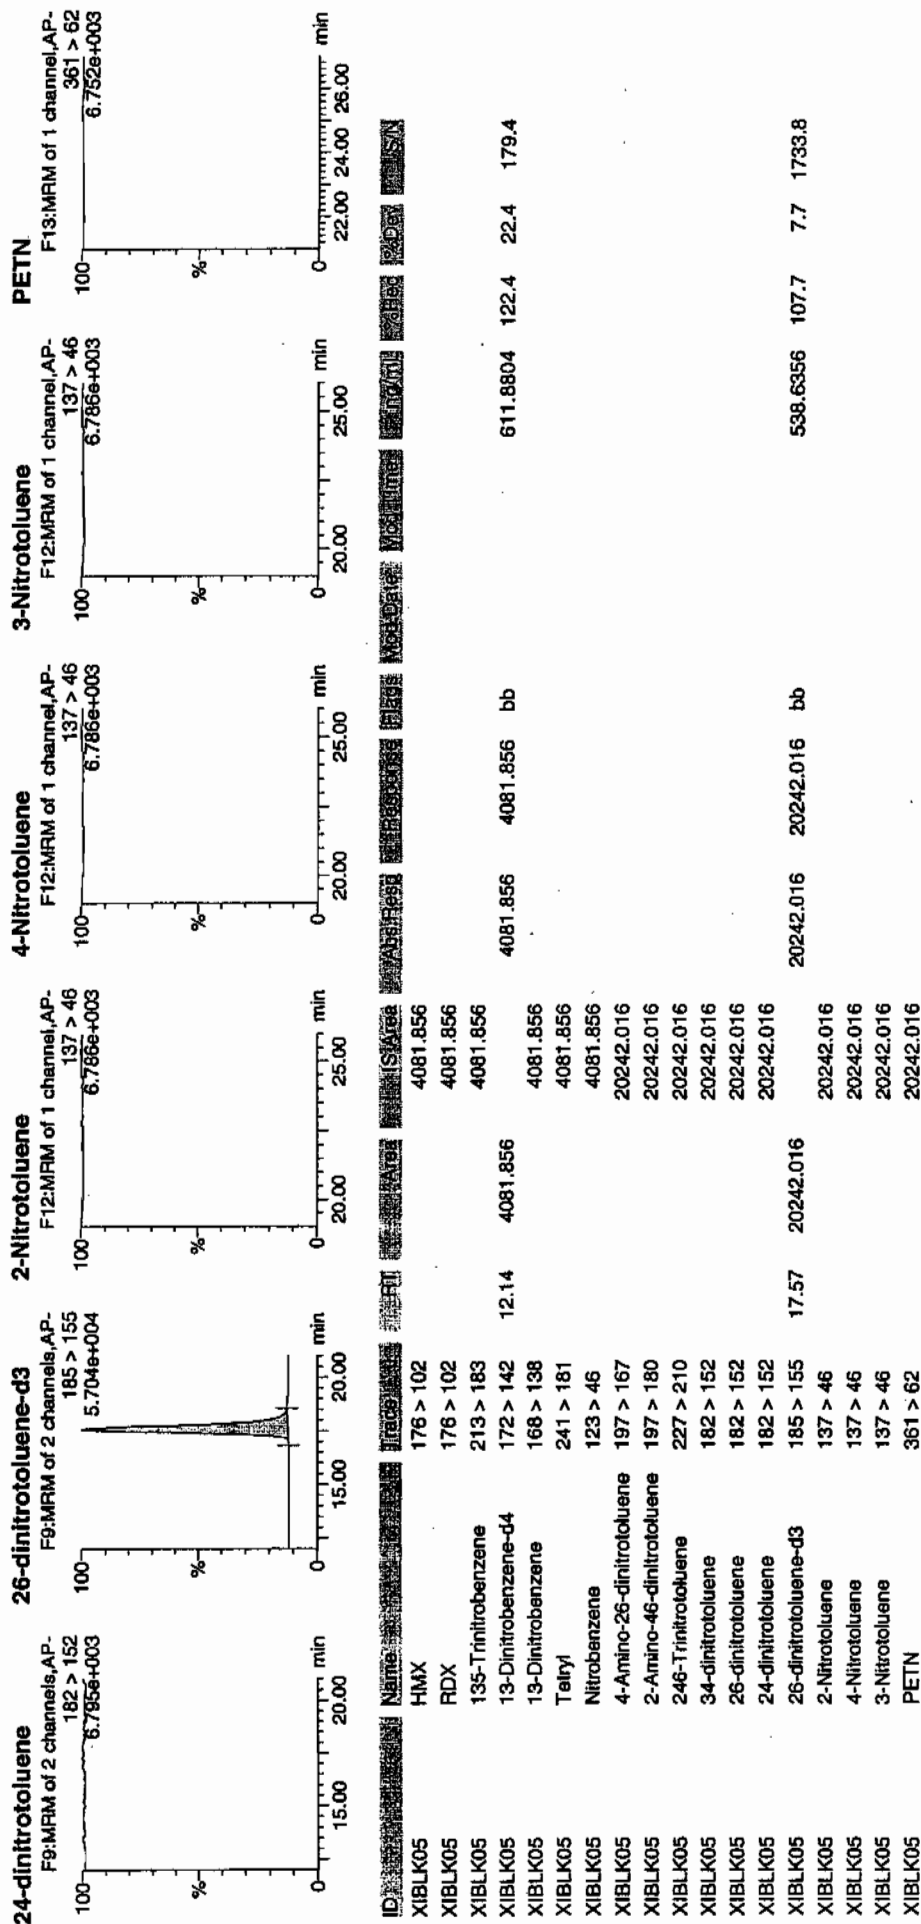 24-dinitrotoluene
F9:MRM of 2 channels,AP-
182 > 152
6.795e+003
100
%
0
15.00 20.00 min
26-dinitrotoluene-d3
F9:MRM of 2 channels,AP-
185 > 155
5.704e+004
100
%
0
15.00 20.00 min
2-Nitrotoluene
F12:MRM of 1 channel,AP-
137 > 46
6.786e+003
100
%
0
20.00 25.00 min
4-Nitrotoluene
F12:MRM of 1 channel,AP-
137 > 46
6.786e+003
100
%
0
20.00 25.00 min
3-Nitrotoluene
F12:MRM of 1 channel,AP-
137 > 46
6.786e+003
100
%
0
20.00 25.00 min
PETN
F13:MRM of 1 channel,AP-
361 > 62
6.752e+003
100
%
0
22.00 24.00 26.00 min
ID Name Trace RT Area IS Area Abs.Resp Response Flags Mod.Date Mod.Times ng/mL %Rec %Dev S/N
XIBLK05 HMX 176 > 102 4081.856
XIBLK05 RDX 176 > 102 4081.856
XIBLK05 135-Trinitrobenzene 213 > 183 4081.856
XIBLK05 13-Dinitrobenzene-d4 172 > 142 12.14 4081.856 4081.856 4081.856 bb 611.8804 122.4 22.4 179.4
XIBLK05 13-Dinitrobenzene 168 > 138 4081.856
XIBLK05 Tetryl 241 > 181 4081.856
XIBLK05 Nitrobenzene 123 > 46 4081.856
XIBLK05 4-Amino-26-dinitrotoluene 197 > 167 20242.016
XIBLK05 2-Amino-46-dinitrotoluene 197 > 180 20242.016
XIBLK05 246-Trinitrotoluene 227 > 210 20242.016
XIBLK05 34-dinitrotoluene 182 > 152 20242.016
XIBLK05 26-dinitrotoluene 182 > 152 20242.016
XIBLK05 24-dinitrotoluene 182 > 152 20242.016
XIBLK05 26-dinitrotoluene-d3 185 > 155 17.57 20242.016 20242.016 20242.016 bb 538.6356 107.7 7.7 1733.8
XIBLK05 2-Nitrotoluene 137 > 46 20242.016
XIBLK05 4-Nitrotoluene 137 > 46 20242.016
XIBLK05 3-Nitrotoluene 137 > 46 20242.016
XIBLK05 PETN 361 > 62 20242.016